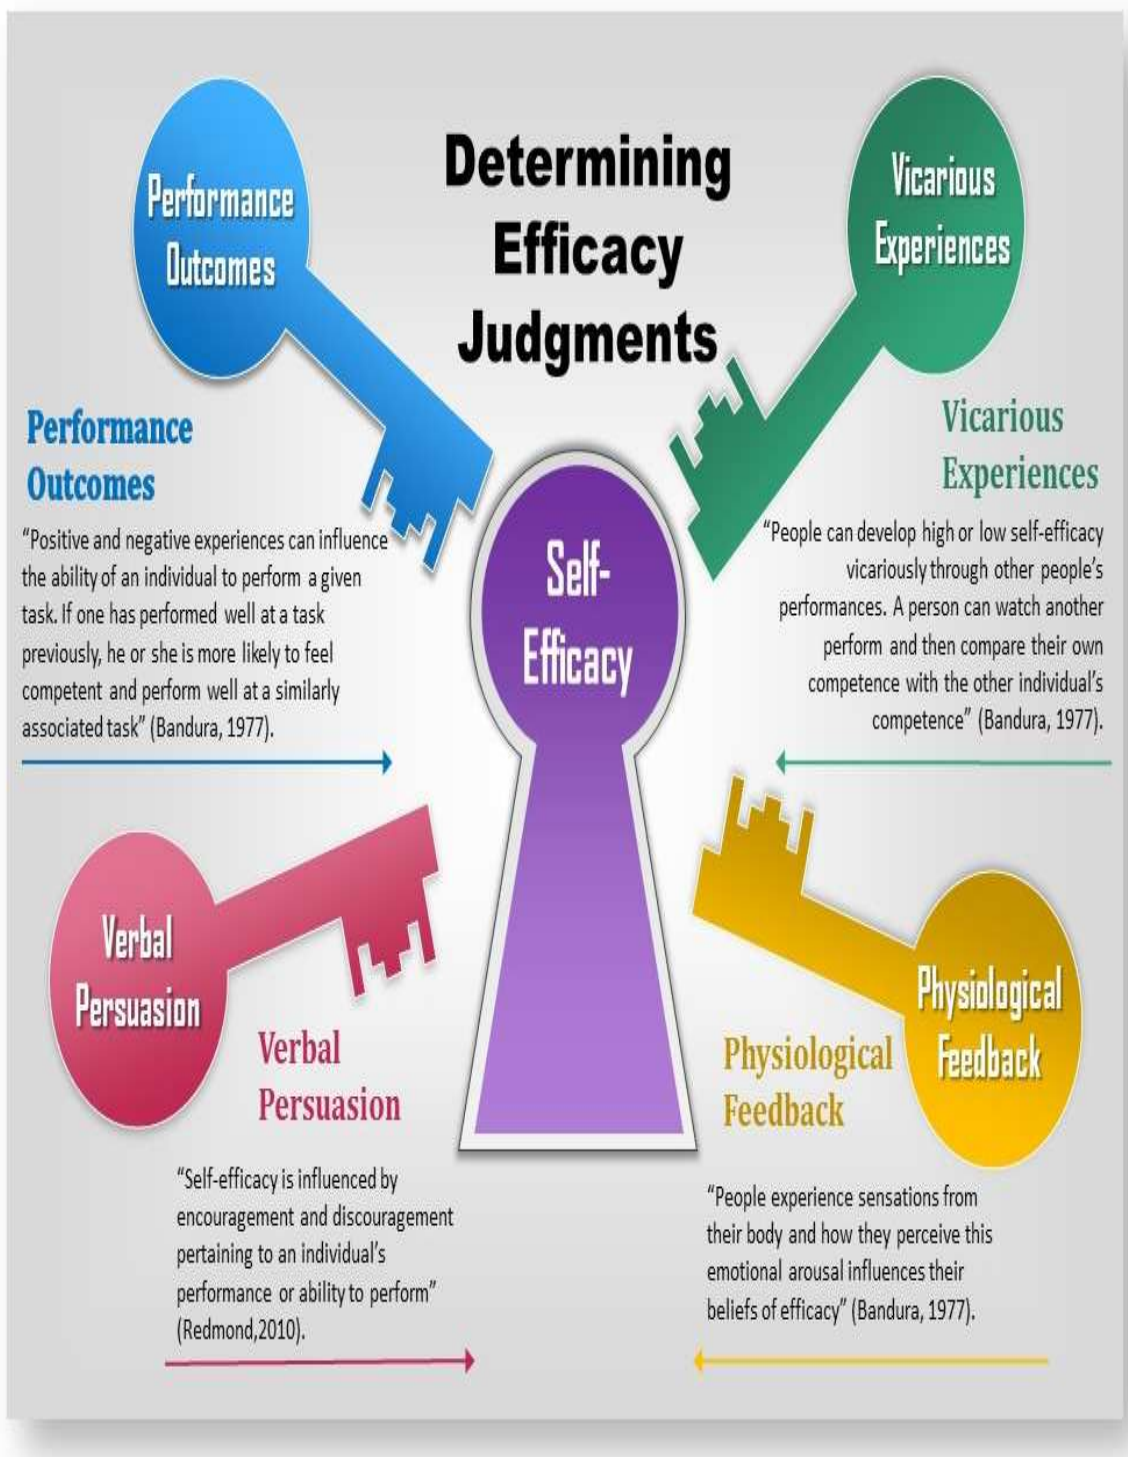 Determining
Efficacy
Judgments
Performance
Outcomes
Vicarious
Experiences
Performance
Outcomes
“Positive and negative experiences can influence
the ability of an individual to perform a given
task. If one has performed well at a task
previously, he or she is more likely to feel
competent and perform well at a similarly
associated task” (Bandura, 1977).
Self-
Efficacy
Vicarious
Experiences
“People can develop high or low self-efficacy
vicariously through other people’s
performances. A person can watch another
perform and then compare their own
competence with the other individual’s
competence” (Bandura, 1977).
Verbal
Persuasion
Verbal
Persuasion
“Self-efficacy is influenced by
encouragement and discouragement
pertaining to an individual’s
performance or ability to perform”
(Redmond,2010).
Physiological
Feedback
Physiological
Feedback
“People experience sensations from
their body and how they perceive this
emotional arousal influences their
beliefs of efficacy” (Bandura, 1977).